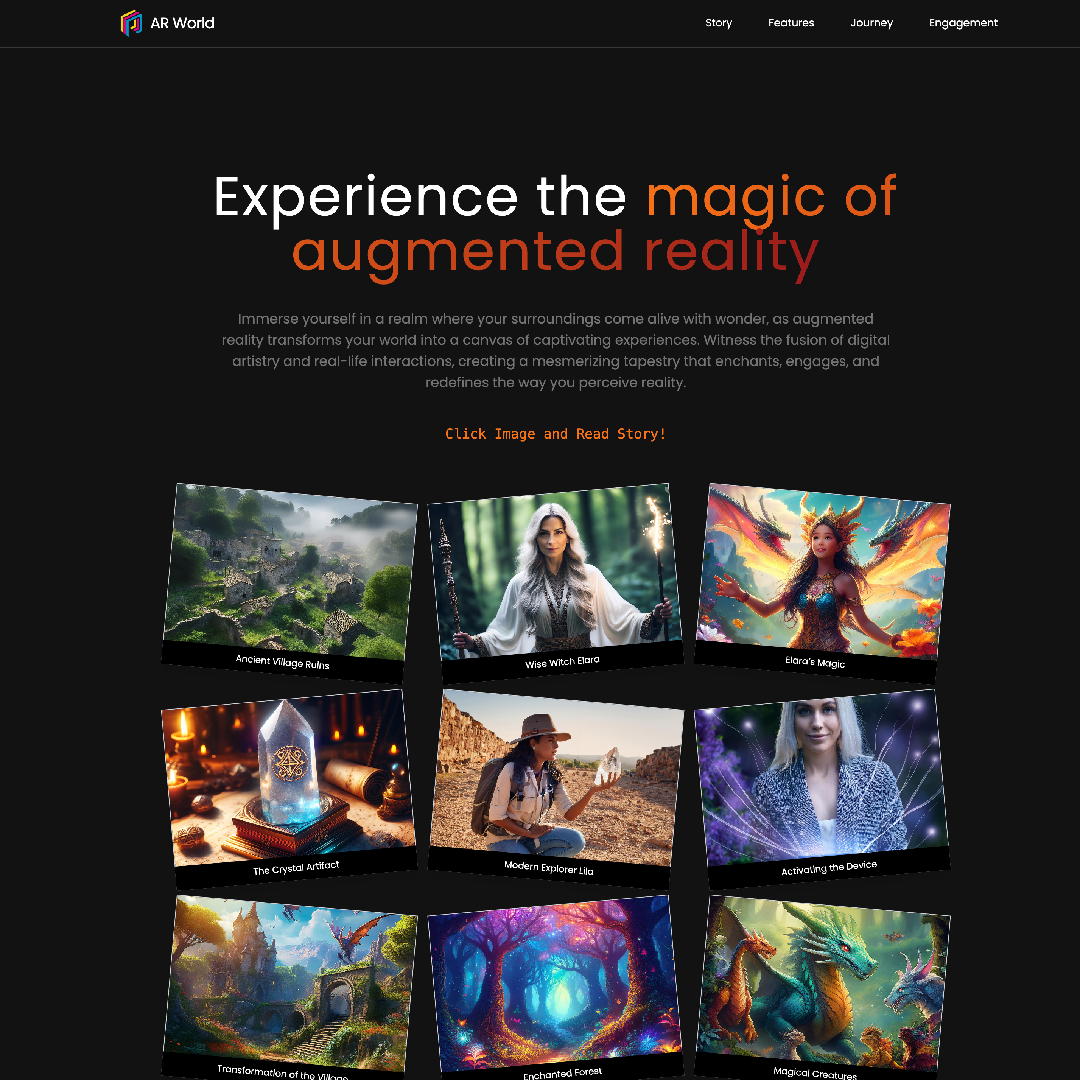 AR World
Story
Features
Journey
Engagement
Experience the magic of
augmented reality
Immerse yourself in a realm where your surroundings come alive with wonder, as augmented
reality transforms your world into a canvas of captivating experiences. Witness the fusion of digital
artistry and real-life interactions, creating a mesmerizing tapestry that enchants, engages, and
redefines the way you perceive reality.
Click Image and Read Story!
Ancient Village Ruins
Wise Witch Elara
Elara's Magic
The Crystal Artifact
Modern Explorer Lila
Activating the Device
Transformation of the Village
Enchanted Forest
Magical Creatures